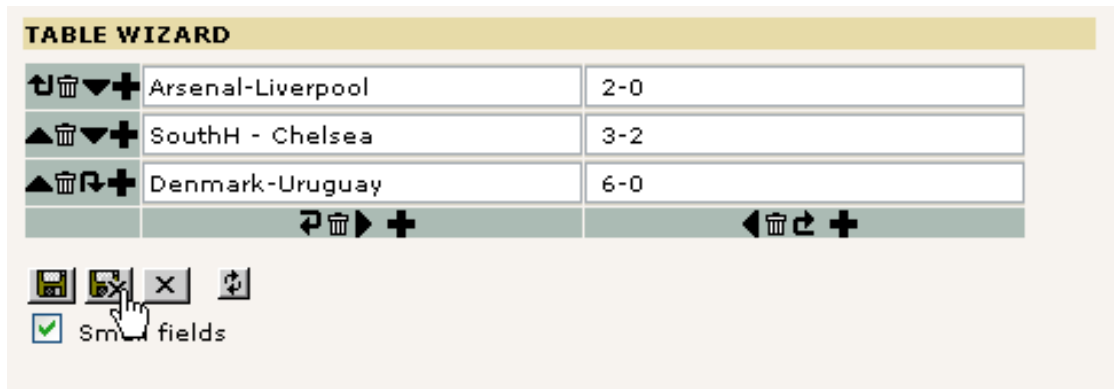 TABLE WIZARD
Arsenal-Liverpool 2-0
SouthH - Chelsea 3-2
Denmark-Uruguay 6-0
fields